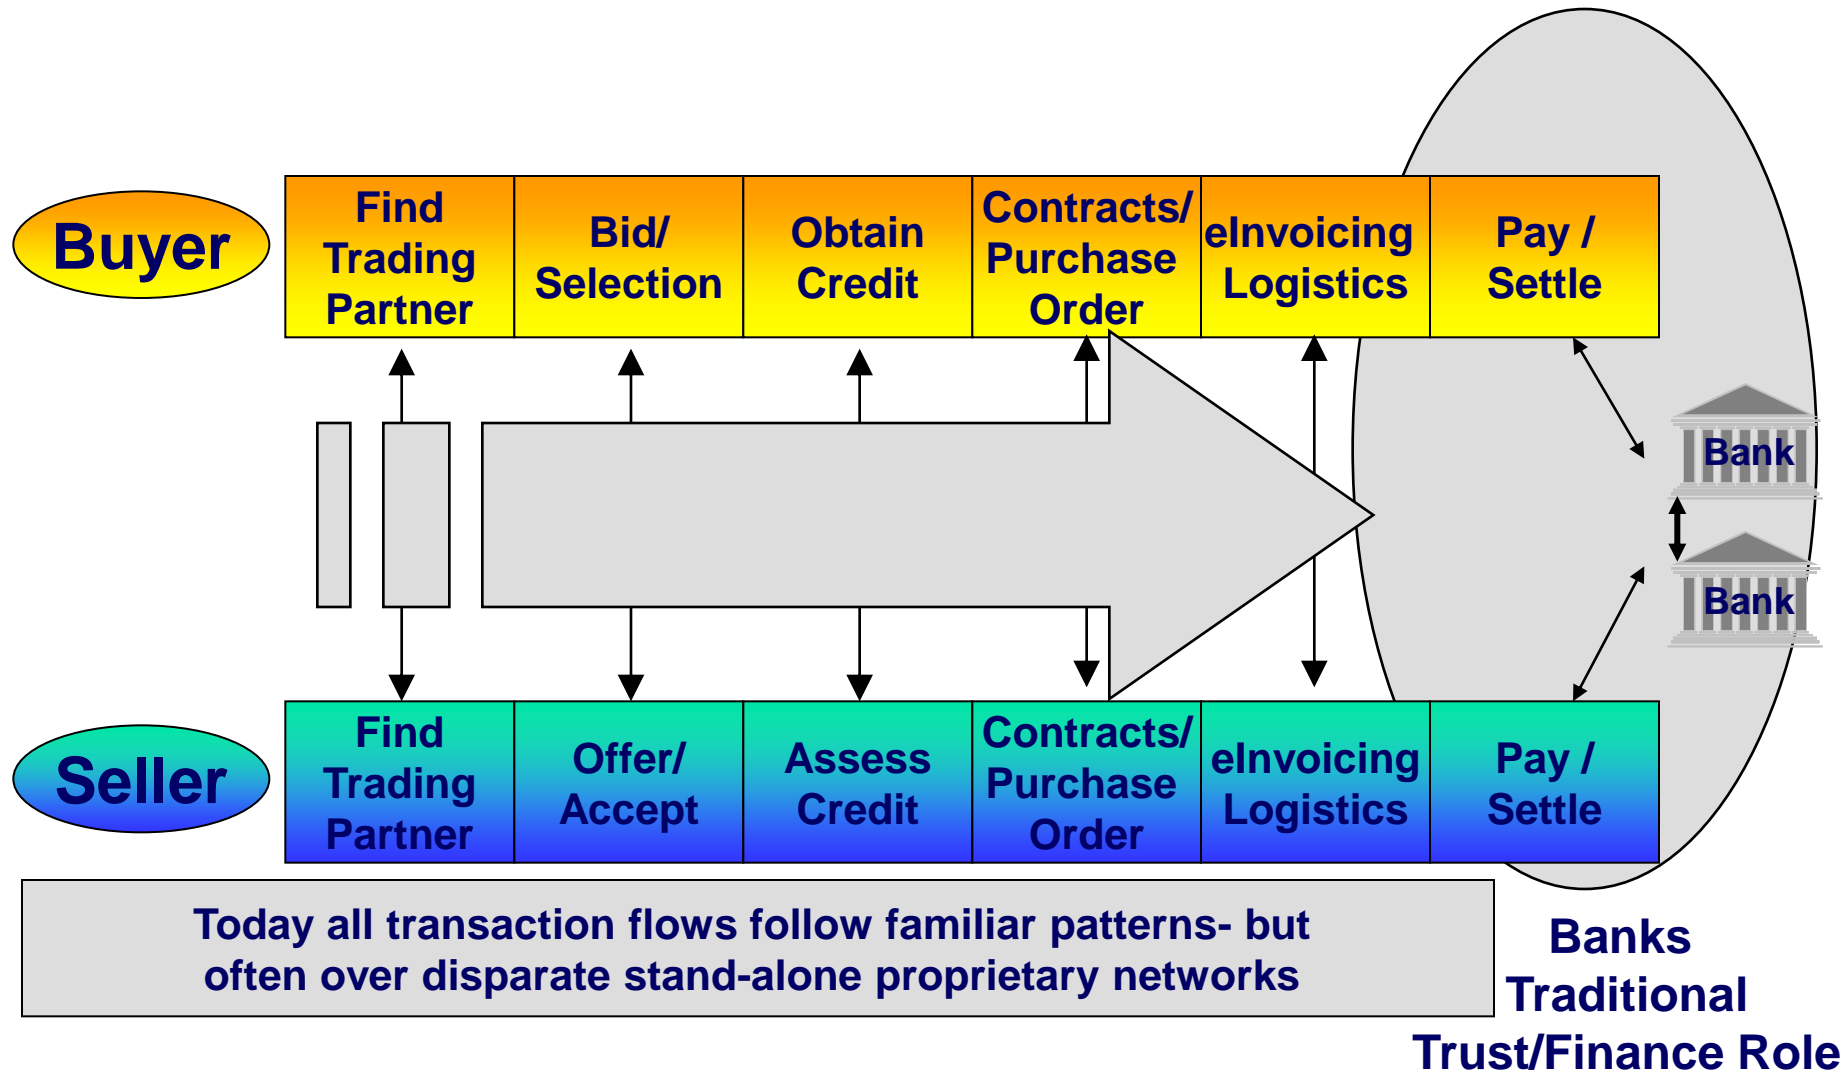 Buyer
Find
Trading
Partner
Bid/
Selection
Obtain
Credit
Contracts/
Purchase
Order
eInvoicing
Logistics
Pay /
Settle
Bank
Bank
Seller
Find
Trading
Partner
Offer/
Accept
Assess
Credit
Contracts/
Purchase
Order
eInvoicing
Logistics
Pay /
Settle
Today all transaction flows follow familiar patterns- but
often over disparate stand-alone proprietary networks
Banks
Traditional
Trust/Finance Role